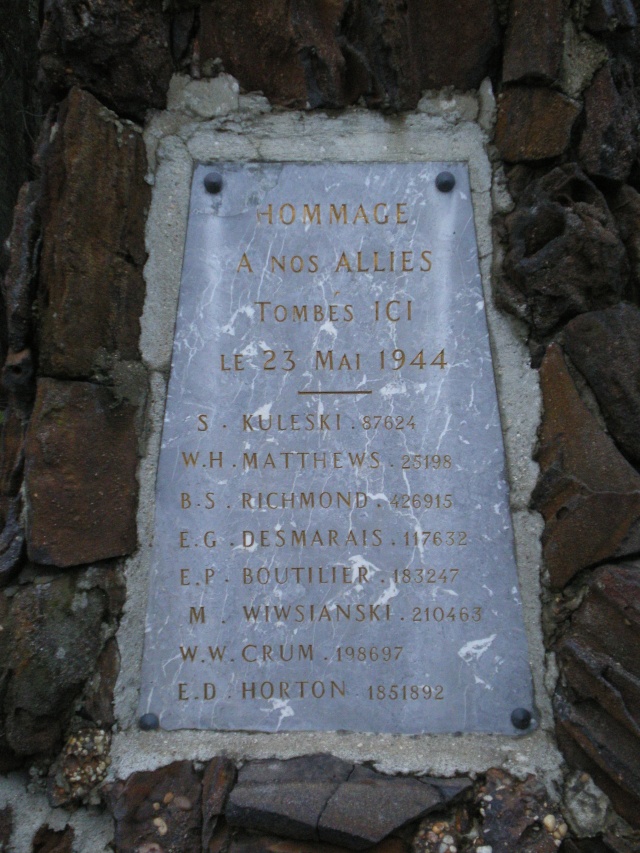 HOMMAGE
A NOS ALLIES
TOMBÉS ICI
LE 23 MAI 1944
S. KULESKI. 87624
W.H. MATTHEWS. 25198
B.S. RICHMOND. 426915
E.G. DESMARAIS. 117632
E.P. BOUTILIER. 183247
M. WIWSIANSKI. 210463
W.W. CRUM. 198697
E.D. HORTON 1851892